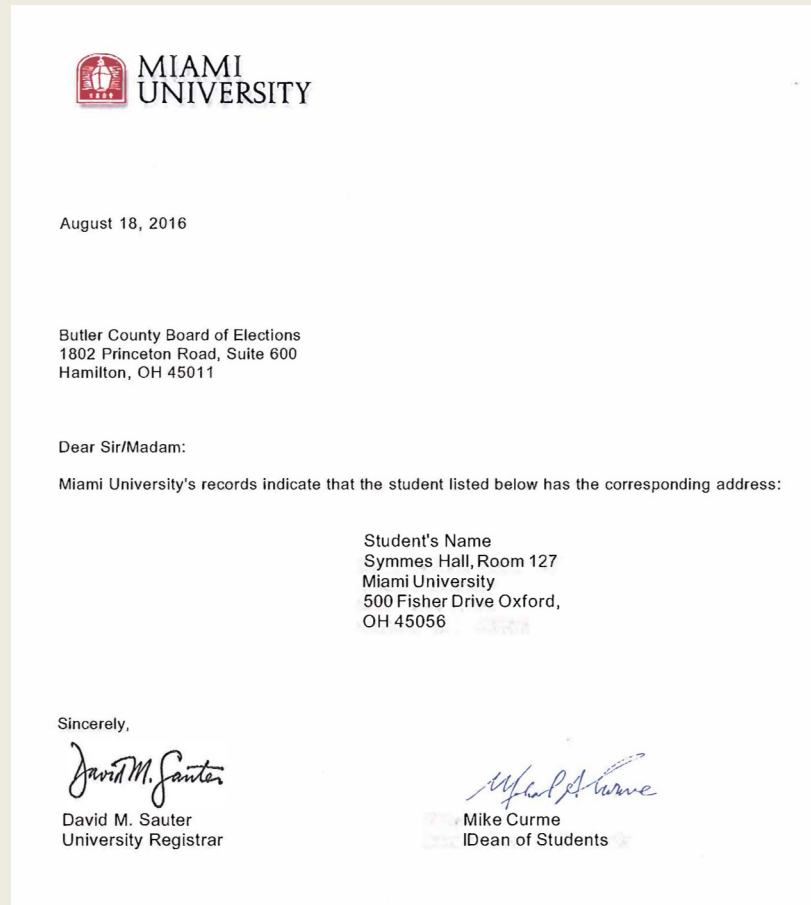 MIAMI
UNIVERSITY
1809
August 18, 2016
Butler County Board of Elections
1802 Princeton Road, Suite 600
Hamilton, OH 45011
Dear Sir/Madam:
Miami University's records indicate that the student listed below has the corresponding address:
Student's Name
Symmes Hall, Room 127
Miami University
500 Fisher Drive Oxford,
OH 45056
Sincerely,
David M. Sauter
David M. Sauter
University Registrar
Mike Curme
IDean of Students